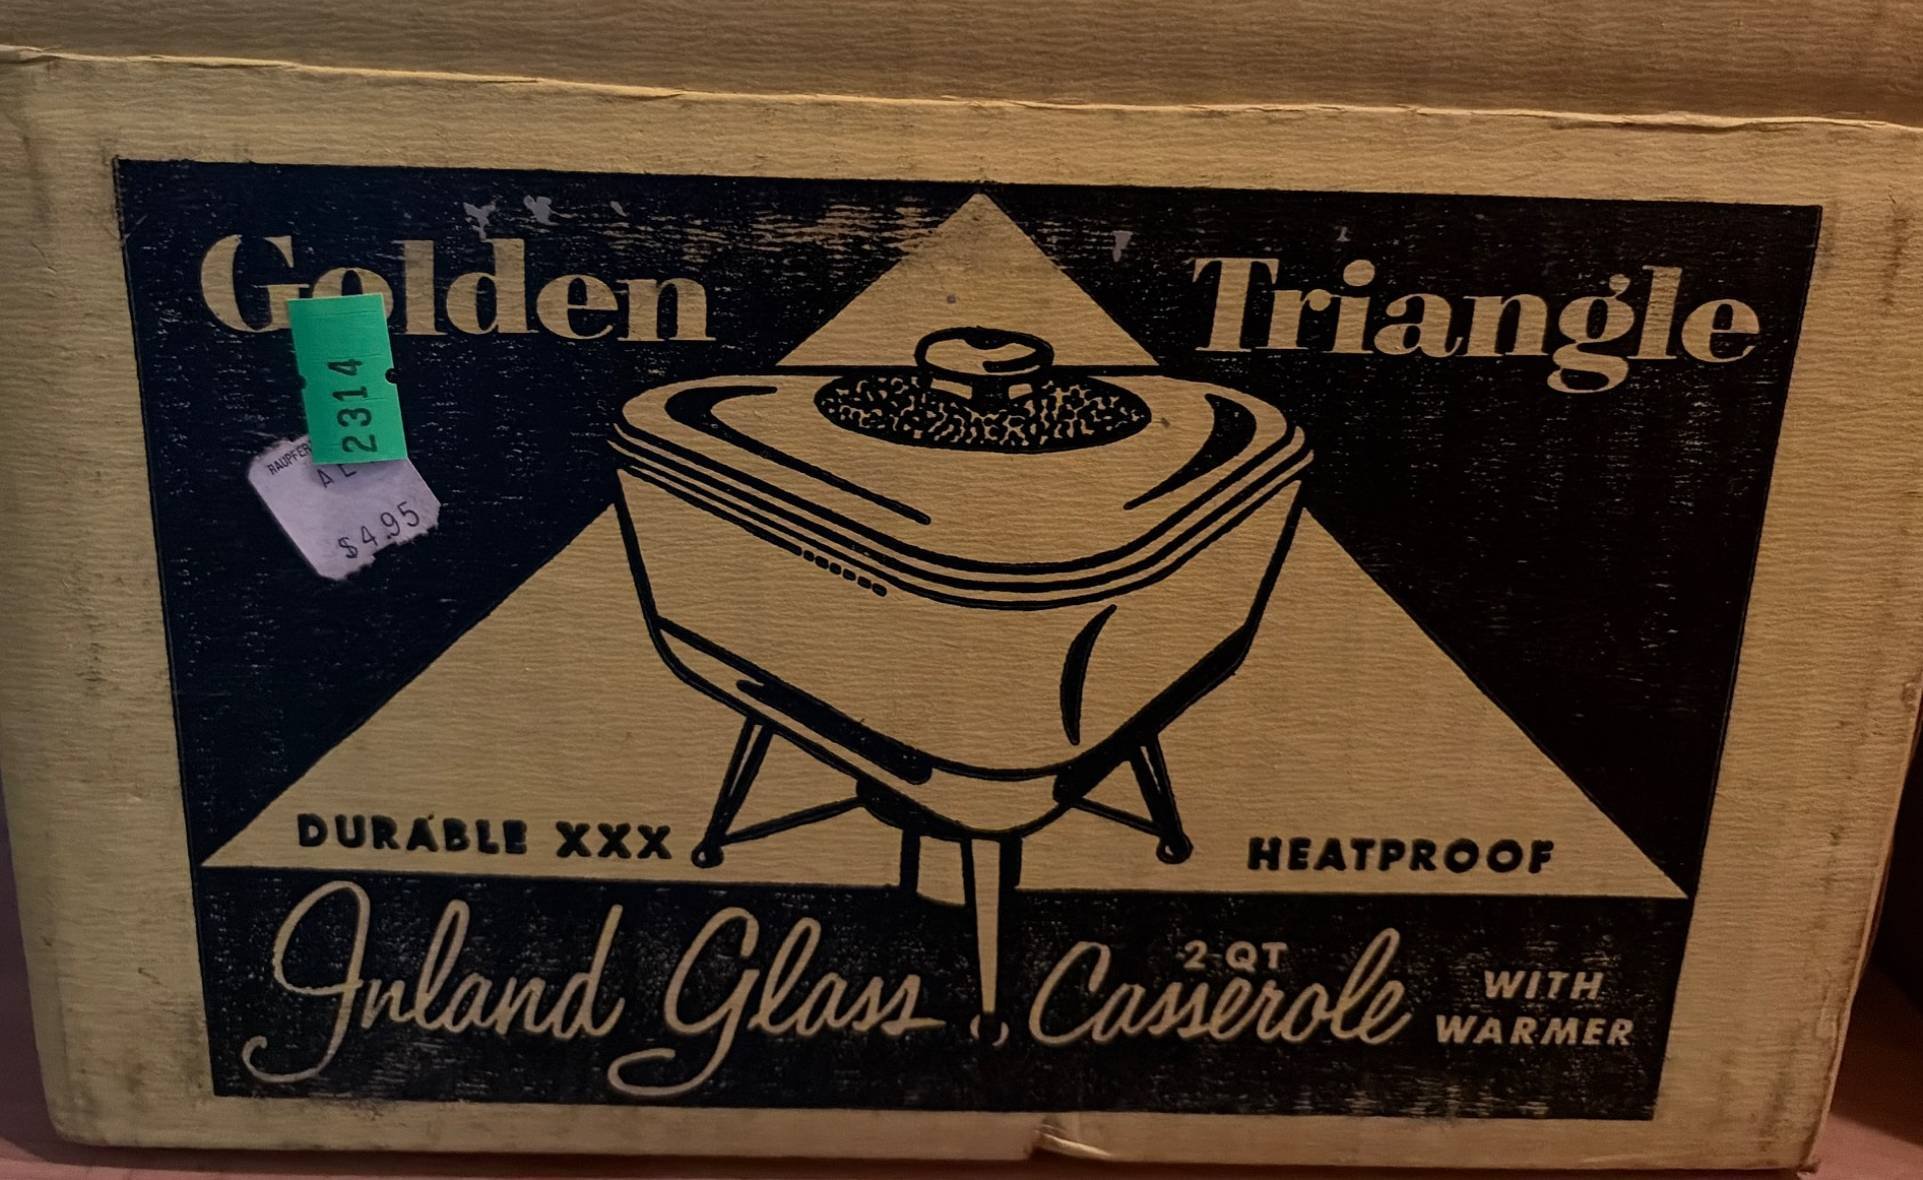 Golden Triangle
2314
A L
$4.95
DURABLE XXX
HEATPROOF
Inland Glass 2 QT Casserole WITH WARMER